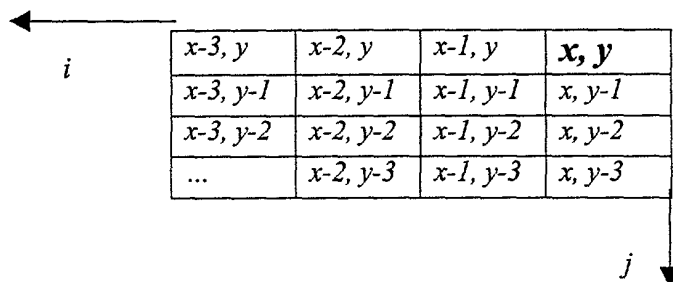 x-3, y x-2, y x-1, y x, y
i
x-3, y-1 x-2, y-1 x-1, y-1 x, y-1
x-3, y-2 x-2, y-2 x-1, y-2 x, y-2
... x-2, y-3 x-1, y-3 x, y-3
j